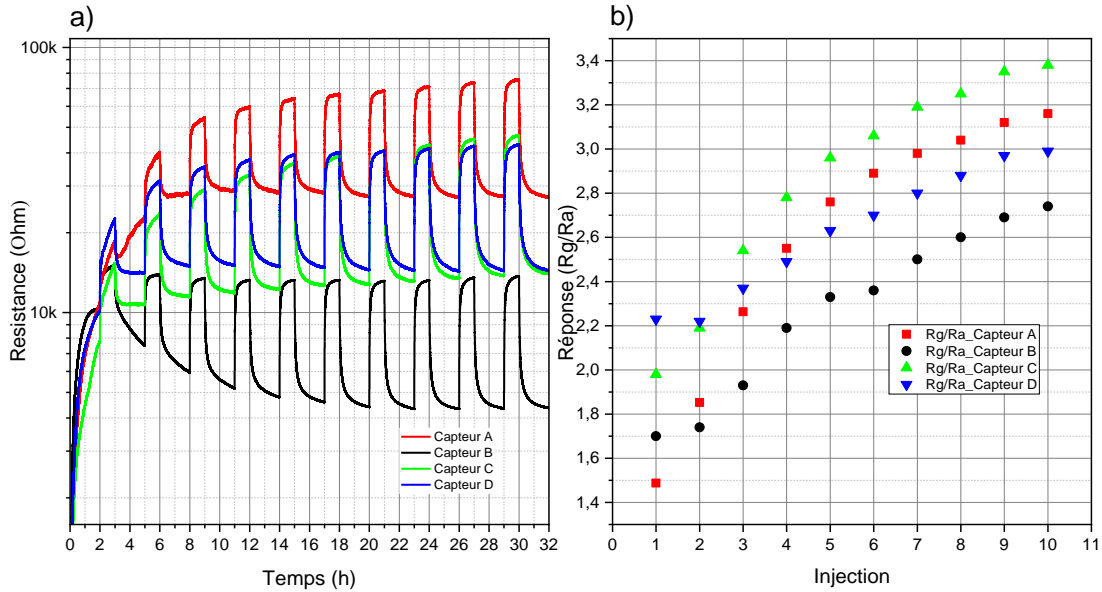 a)
100k
10k
Resistance (Ohm)
Capteur A
Capteur B
Capteur C
Capteur D
0 2 4 6 8 10 12 14 16 18 20 22 24 26 28 30 32
Temps (h)
b)
3,4
3,2
3,0
2,8
2,6
2,4
2,2
2,0
1,8
1,6
1,4
Réponse (Rg/Ra)
Rg/Ra_Capteur A
Rg/Ra_Capteur B
Rg/Ra_Capteur C
Rg/Ra_Capteur D
0 1 2 3 4 5 6 7 8 9 10 11
Injection